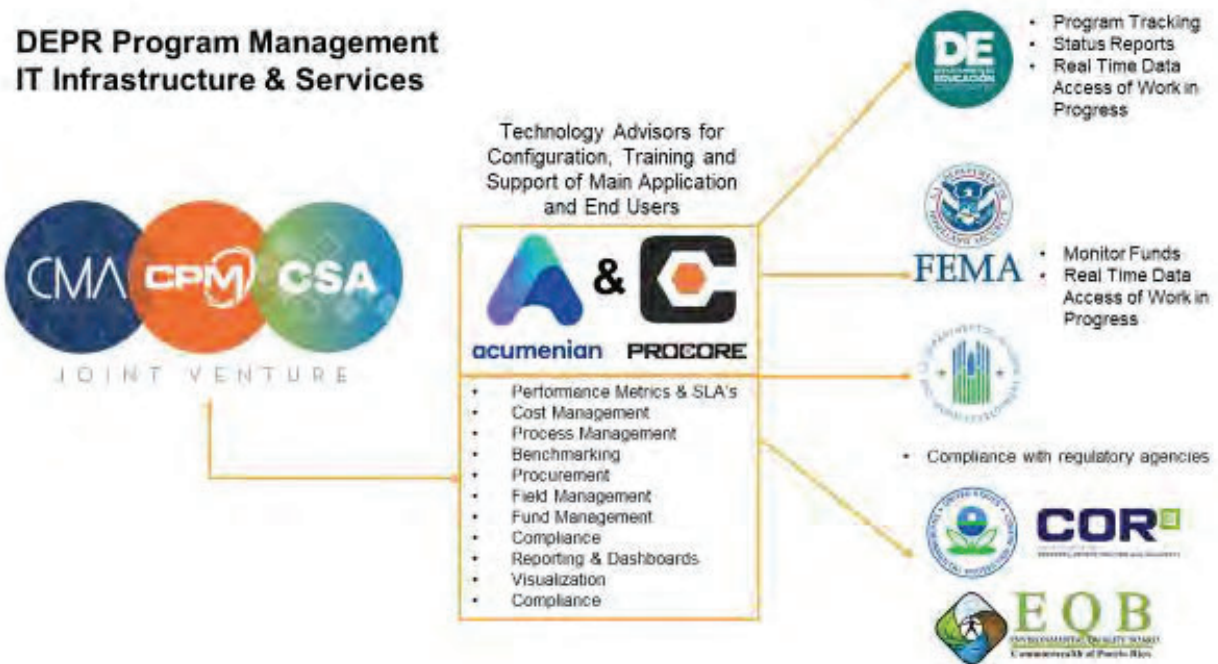 DEPR Program Management
IT Infrastructure & Services
CMA
CPM
CSA
JOINT VENTURE
Technology Advisors for
Configuration, Training and
Support of Main Application
and End Users
&
acumenian
PROCORE
• Performance Metrics & SLA's
• Cost Management
• Process Management
• Benchmarking
• Procurement
• Field Management
• Fund Management
• Compliance
• Reporting & Dashboards
• Visualization
• Compliance
DE
EDUCACIÓN
• Program Tracking
• Status Reports
• Real Time Data
Access of Work in
Progress
FEMA
• Monitor Funds
• Real Time Data
Access of Work in
Progress
• Compliance with regulatory agencies
COR
EQB
ENVIRONMENTAL QUALITY BOARD
Commonwealth of Puerto Rico